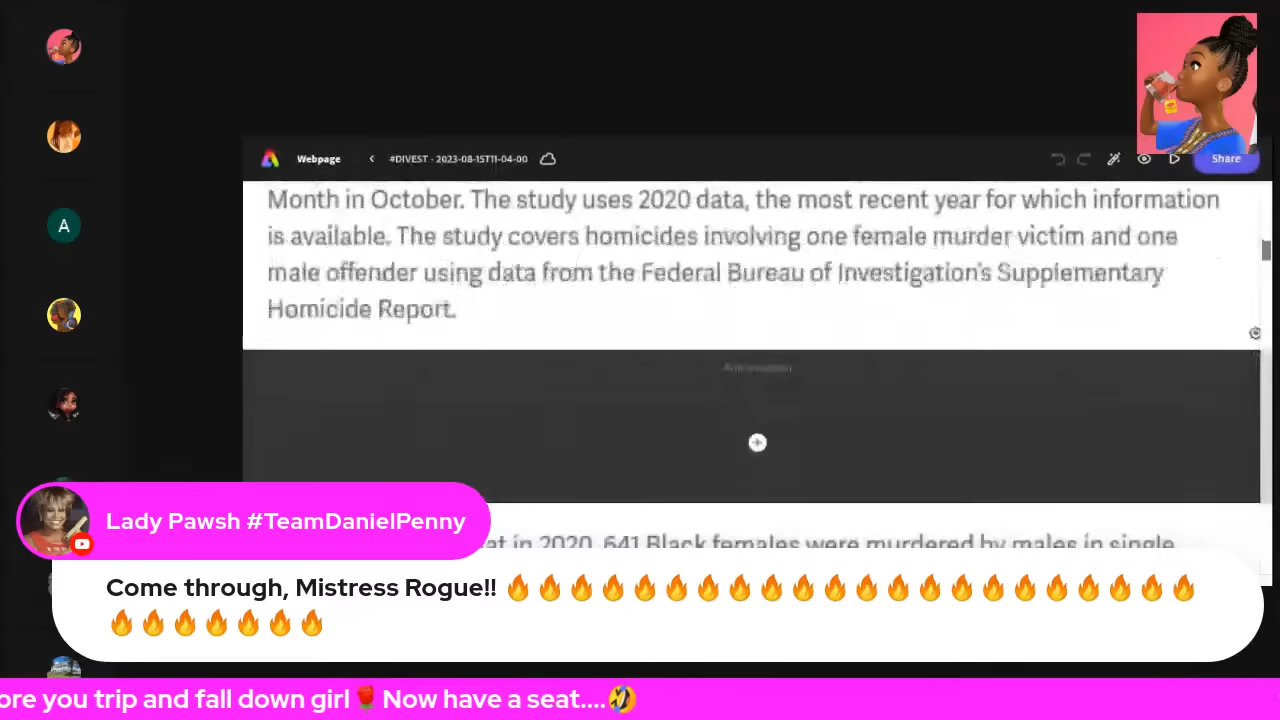 Webpage
#DIVEST - 2023-08-15T11-04-00
Share
Month in October. The study uses 2020 data, the most recent year for which information
is available. The study covers homicides involving one female murder victim and one
male offender using data from the Federal Bureau of Investigation's Supplementary
Homicide Report.
A
at in 2020, 641 Black females were murdered by males in single
Lady Pawsh #TeamDanielPenny
Come through, Mistress Rogue!! 🔥🔥🔥🔥🔥🔥🔥🔥🔥🔥🔥🔥🔥🔥🔥🔥🔥🔥🔥🔥🔥🔥
🔥🔥🔥🔥🔥🔥🔥
ore you trip and fall down girl🌹Now have a seat....🤣